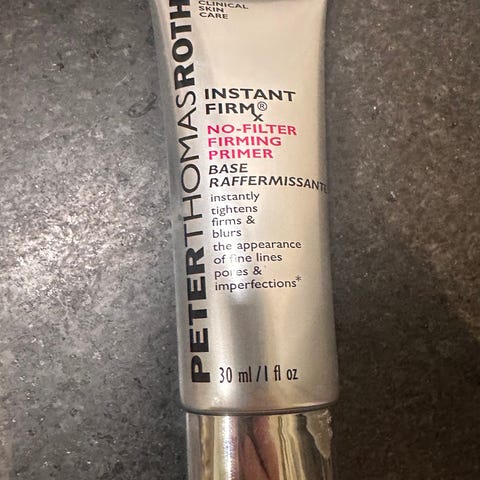 CLINICAL
SKIN
CARE
PETERTHOMASROTH
INSTANT
FIRM®
x
NO-FILTER
FIRMING
PRIMER
BASE
RAFFERMISSANTE
instantly
tightens
firms &
blurs
the appearance
of fine lines
pores &
imperfections*
30 ml/1 fl oz